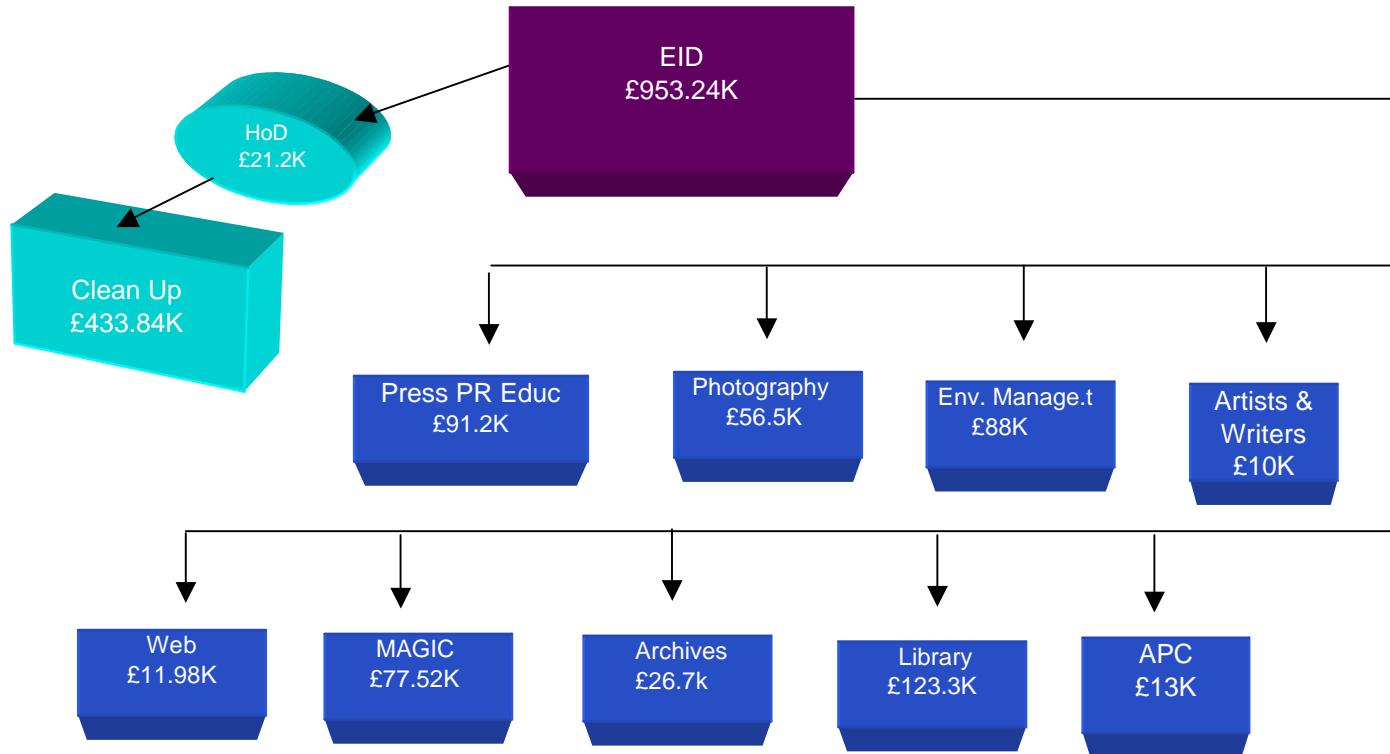 EID
£953.24K
HoD
£21.2K
Clean Up
£433.84K
Press PR Educ
£91.2K
Photography
£56.5K
Env. Manage.t
£88K
Artists &
Writers
£10K
Web
£11.98K
MAGIC
£77.52K
Archives
£26.7k
Library
£123.3K
APC
£13K